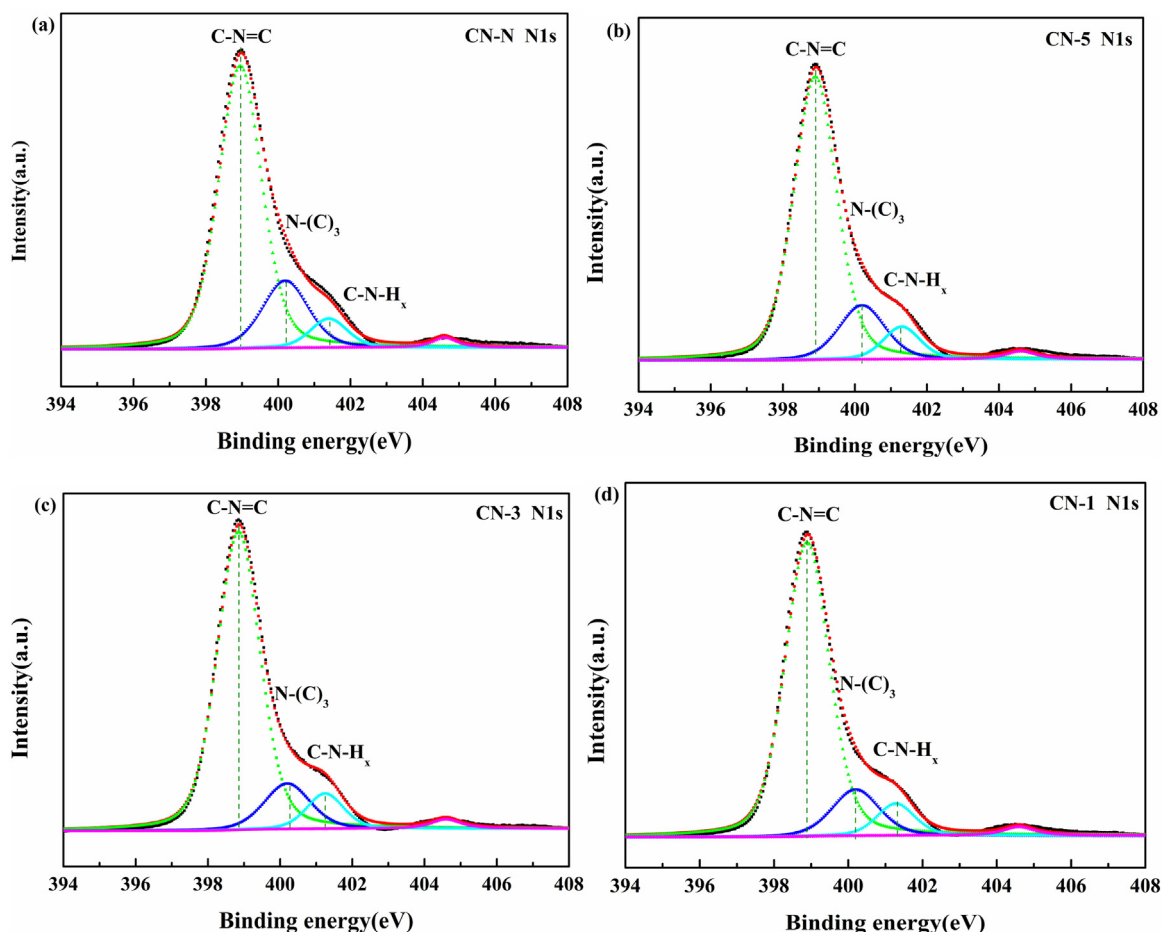 (a)
C-N=C
CN-N N1s
N-(C)3
C-N-Hx
Intensity(a.u.)
394 396 398 400 402 404 406 408
Binding energy(eV)
(b)
C-N=C
CN-5 N1s
N-(C)3
C-N-Hx
Intensity(a.u.)
394 396 398 400 402 404 406 408
Binding energy(eV)
(c)
C-N=C
CN-3 N1s
N-(C)3
C-N-Hx
Intensity(a.u.)
394 396 398 400 402 404 406 408
Binding energy(eV)
(d)
C-N=C
CN-1 N1s
N-(C)3
C-N-Hx
Intensity(a.u.)
394 396 398 400 402 404 406 408
Binding energy(eV)